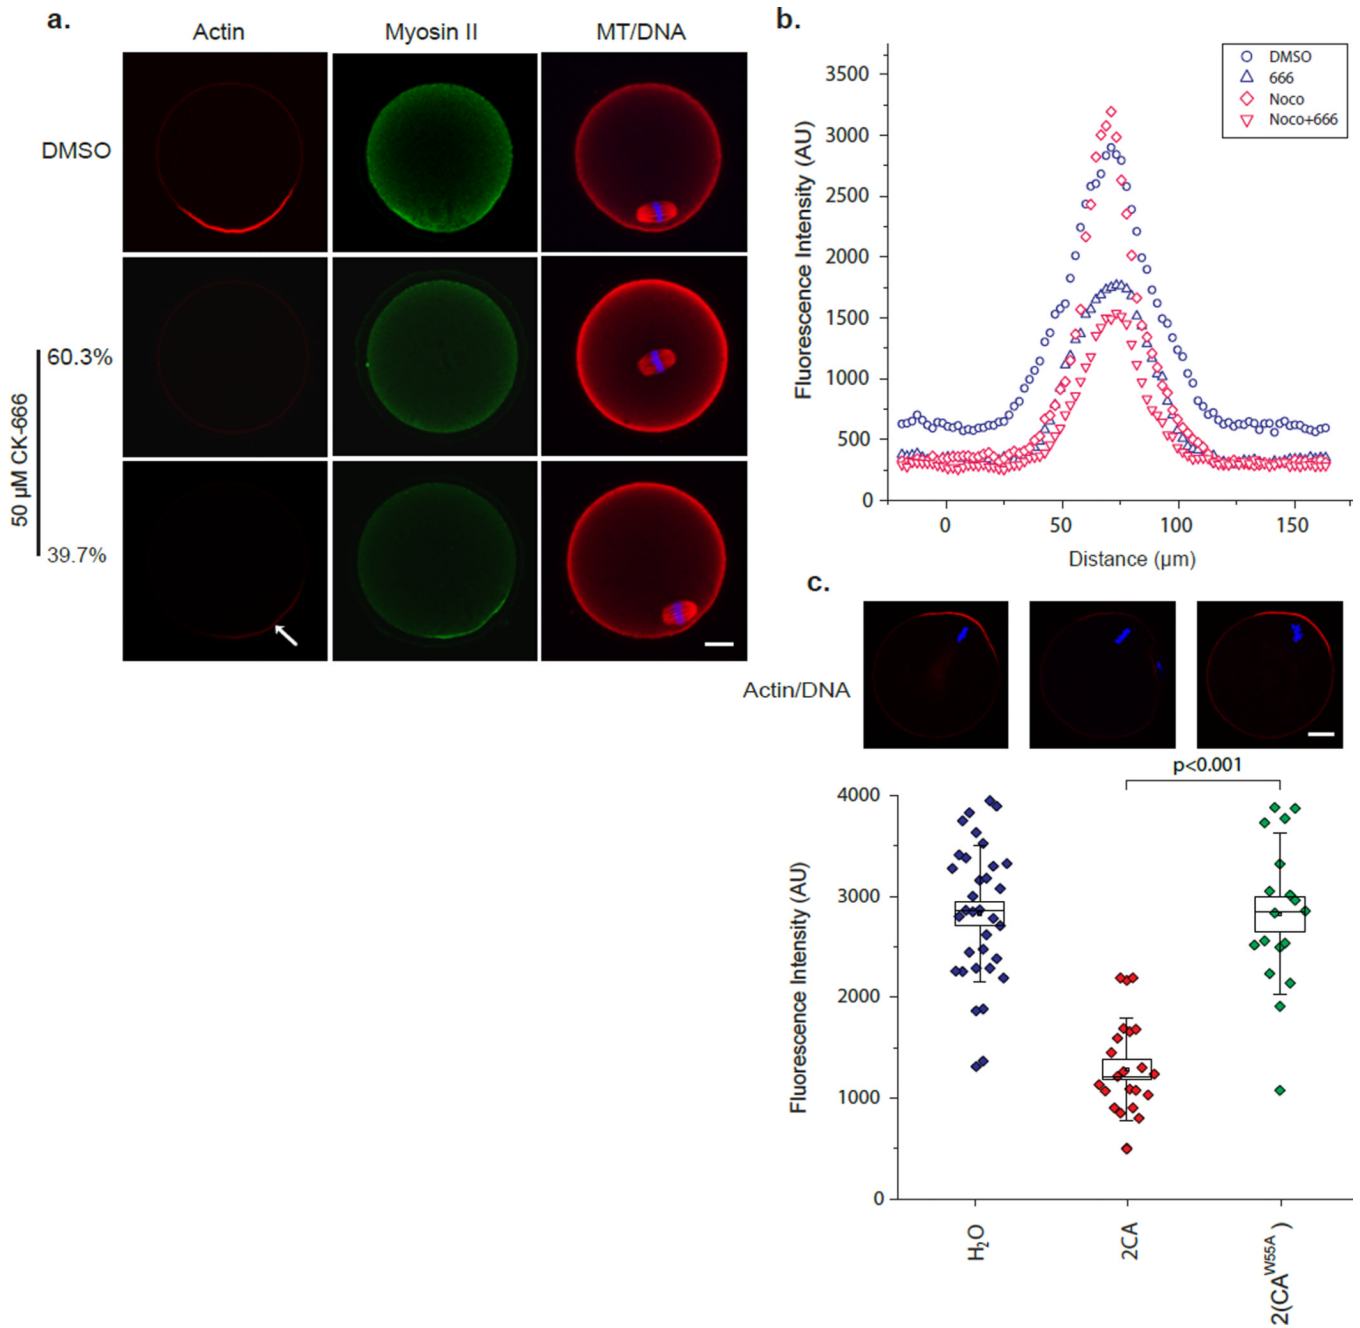 a.
Actin
Myosin II
MT/DNA
DMSO
50 µM CK-666
60.3%
39.7%
b.
DMSO
666
Noco
Noco+666
Fluorescence Intensity (AU)
3500
3000
2500
2000
1500
1000
500
0
0 50 100 150
Distance (µm)
c.
Actin/DNA
p<0.001
Fluorescence Intensity (AU)
4000
3000
2000
1000
0
H₂O
2CA
2(CA^W55A)